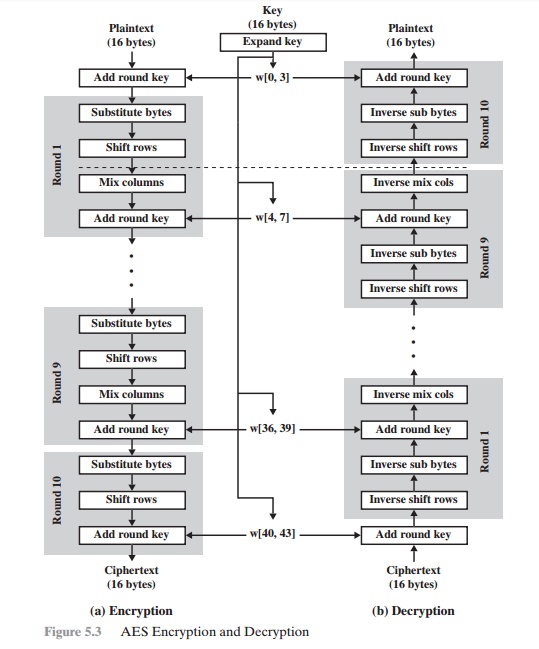 Key
(16 bytes)
Plaintext
(16 bytes)
Expand key
Plaintext
(16 bytes)
Add round key
w[0, 3]
Add round key
Round 1
Substitute bytes
Inverse sub bytes
Round 10
Shift rows
Inverse shift rows
Mix columns
Inverse mix cols
Add round key
w[4, 7]
Add round key
Round 9
Inverse sub bytes
Inverse shift rows
Round 9
Substitute bytes
Shift rows
Mix columns
Inverse mix cols
Add round key
w[36, 39]
Add round key
Round 1
Round 10
Substitute bytes
Inverse sub bytes
Shift rows
Inverse shift rows
Add round key
w[40, 43]
Add round key
Ciphertext
(16 bytes)
Ciphertext
(16 bytes)
(a) Encryption
(b) Decryption
Figure 5.3 AES Encryption and Decryption